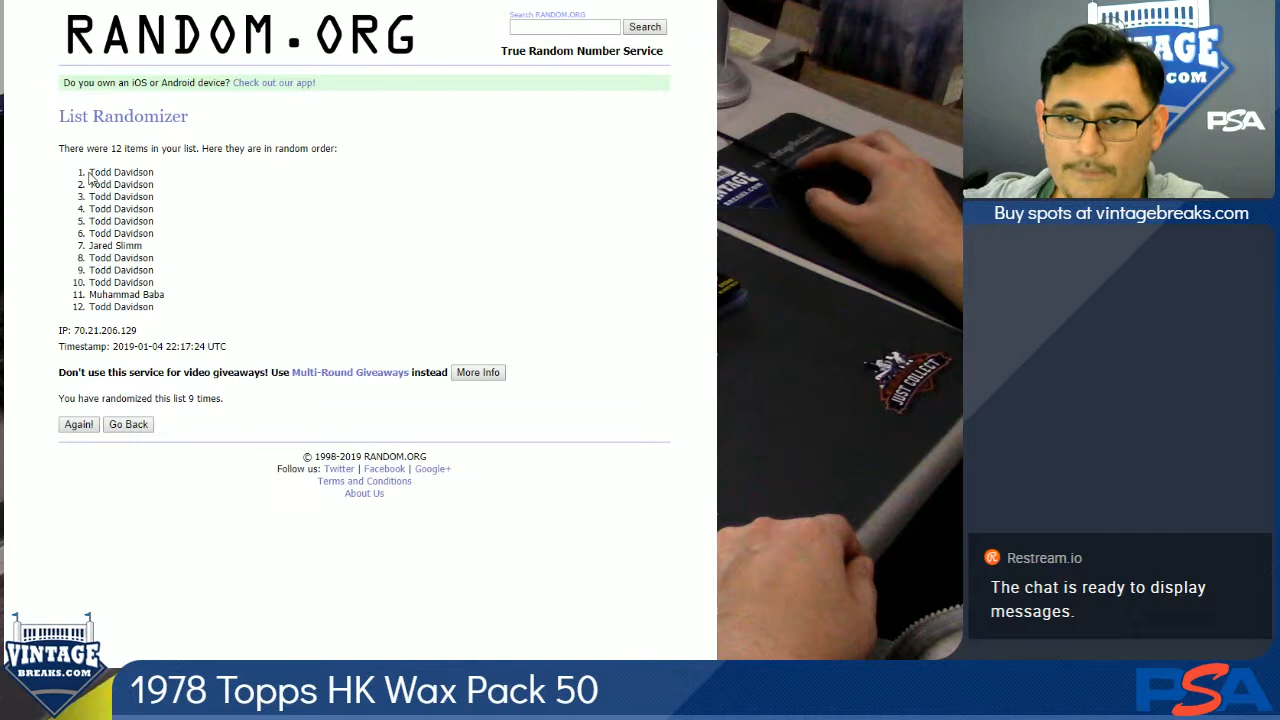 RANDOM.ORG
Search RANDOM.ORG
Search
True Random Number Service
Do you own an iOS or Android device? Check out our app!
List Randomizer
There were 12 items in your list. Here they are in random order:
1. Todd Davidson
2. Todd Davidson
3. Todd Davidson
4. Todd Davidson
5. Todd Davidson
6. Todd Davidson
7. Jared Slimm
8. Todd Davidson
9. Todd Davidson
10. Todd Davidson
11. Muhammad Baba
12. Todd Davidson
IP: 70.21.206.129
Timestamp: 2019-01-04 22:17:24 UTC
Don't use this service for video giveaways! Use Multi-Round Giveaways instead More Info
You have randomized this list 9 times.
Again! Go Back
© 1998-2019 RANDOM.ORG
Follow us: Twitter | Facebook | Google+
Terms and Conditions
About Us
VINTAGE
JUST COLLECT
TAGE
.COM
PSA
Buy spots at vintagebreaks.com
Restream.io
The chat is ready to display
messages.
VINTAGE
BREAKS.COM
1978 Topps HK Wax Pack 50
PSA